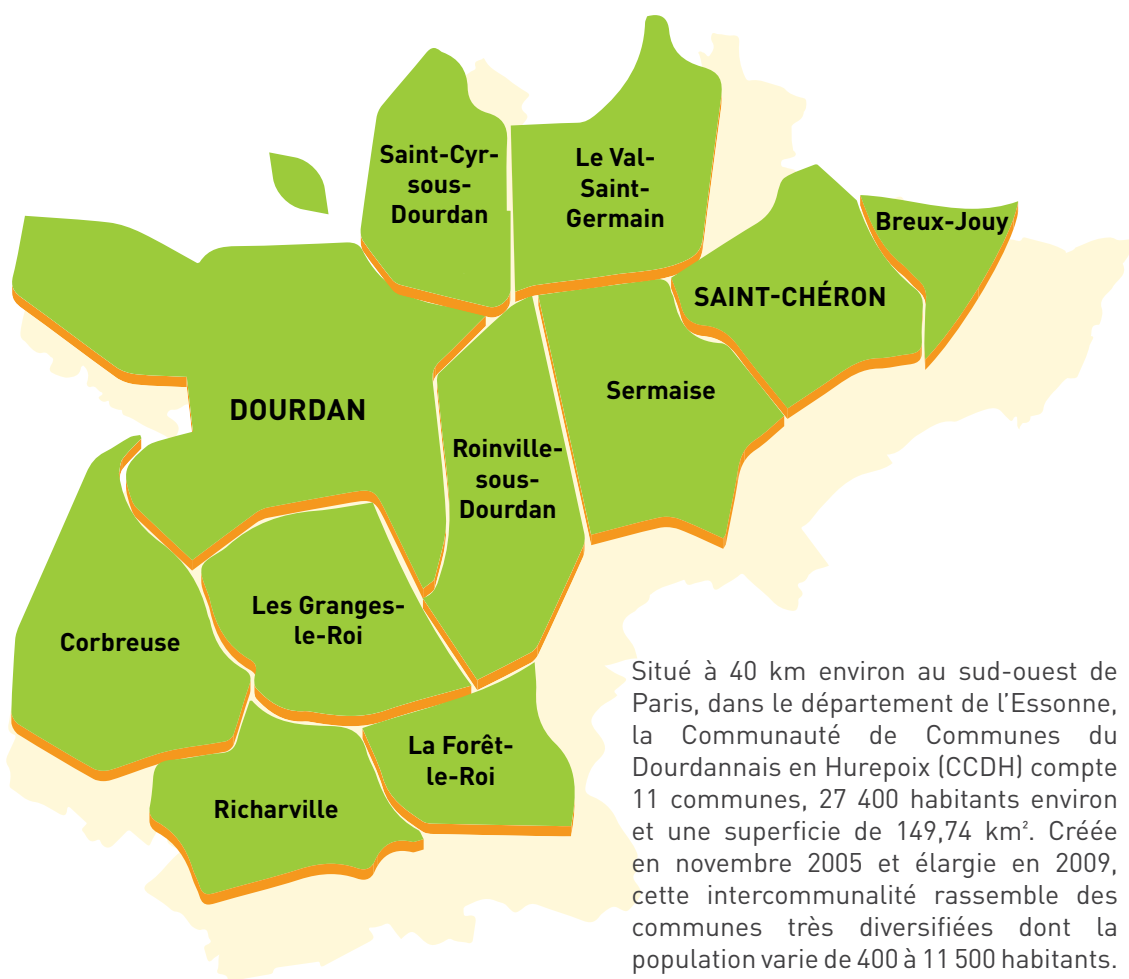 Saint-Cyr-
sous-
Dourdan
Le Val-
Saint-
Germain
Breux-Jouy
SAINT-CHÉRON
Sermaise
DOURDAN
Roinville-
sous-
Dourdan
Les Granges-
le-Roi
Corbreuse
La Forêt-
le-Roi
Richarville
Situé à 40 km environ au sud-ouest de
Paris, dans le département de l’Essonne,
la Communauté de Communes du
Dourdannais en Hurepoix (CCDH) compte
11 communes, 27 400 habitants environ
et une superficie de 149,74 km². Créée
en novembre 2005 et élargie en 2009,
cette intercommunalité rassemble des
communes très diversifiées dont la
population varie de 400 à 11 500 habitants.